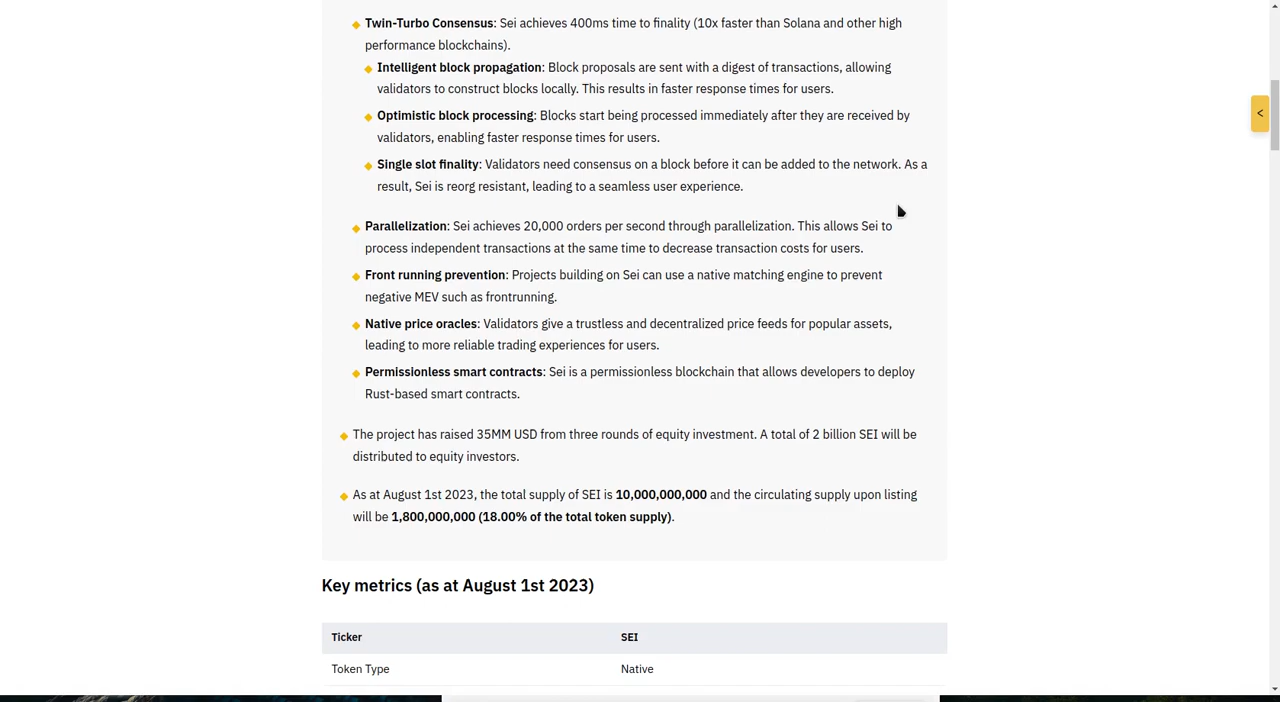 Twin-Turbo Consensus: Sei achieves 400ms time to finality (10x faster than Solana and other high
performance blockchains).
Intelligent block propagation: Block proposals are sent with a digest of transactions, allowing
validators to construct blocks locally. This results in faster response times for users.
Optimistic block processing: Blocks start being processed immediately after they are received by
validators, enabling faster response times for users.
Single slot finality: Validators need consensus on a block before it can be added to the network. As a
result, Sei is reorg resistant, leading to a seamless user experience.
Parallelization: Sei achieves 20,000 orders per second through parallelization. This allows Sei to
process independent transactions at the same time to decrease transaction costs for users.
Front running prevention: Projects building on Sei can use a native matching engine to prevent
negative MEV such as frontrunning.
Native price oracles: Validators give a trustless and decentralized price feeds for popular assets,
leading to more reliable trading experiences for users.
Permissionless smart contracts: Sei is a permissionless blockchain that allows developers to deploy
Rust-based smart contracts.
The project has raised 35MM USD from three rounds of equity investment. A total of 2 billion SEI will be
distributed to equity investors.
As at August 1st 2023, the total supply of SEI is 10,000,000,000 and the circulating supply upon listing
will be 1,800,000,000 (18.00% of the total token supply).
Key metrics (as at August 1st 2023)
Ticker SEI
Token Type Native